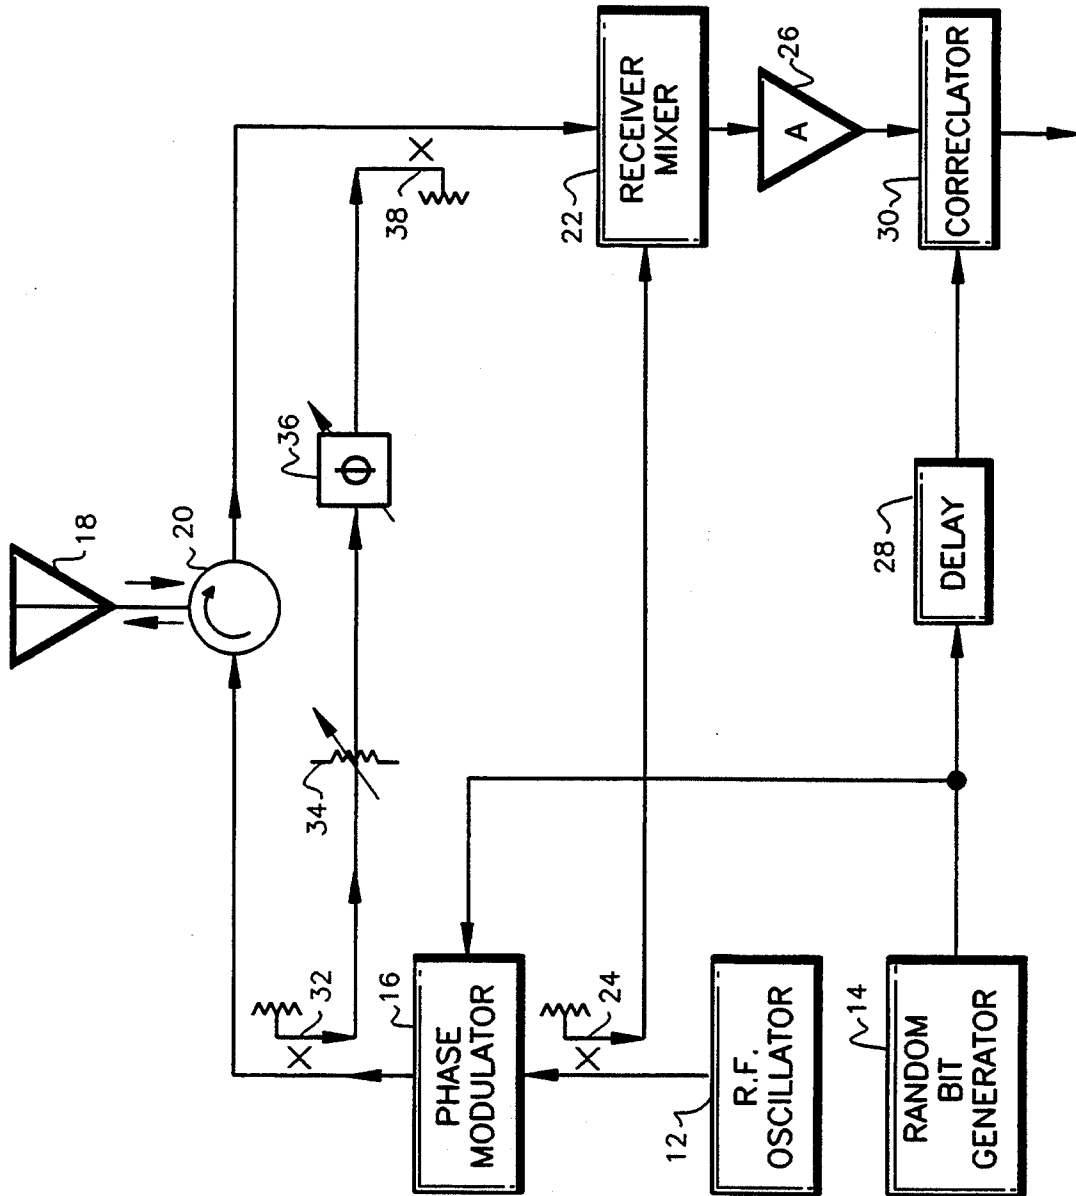 18
20
32
34
36
Φ
38
PHASE
MODULATOR
16
24
R.F.
OSCILLATOR
12
RANDOM
BIT
GENERATOR
14
RECEIVER
MIXER
22
A
26
DELAY
28
CORRECLATOR
30